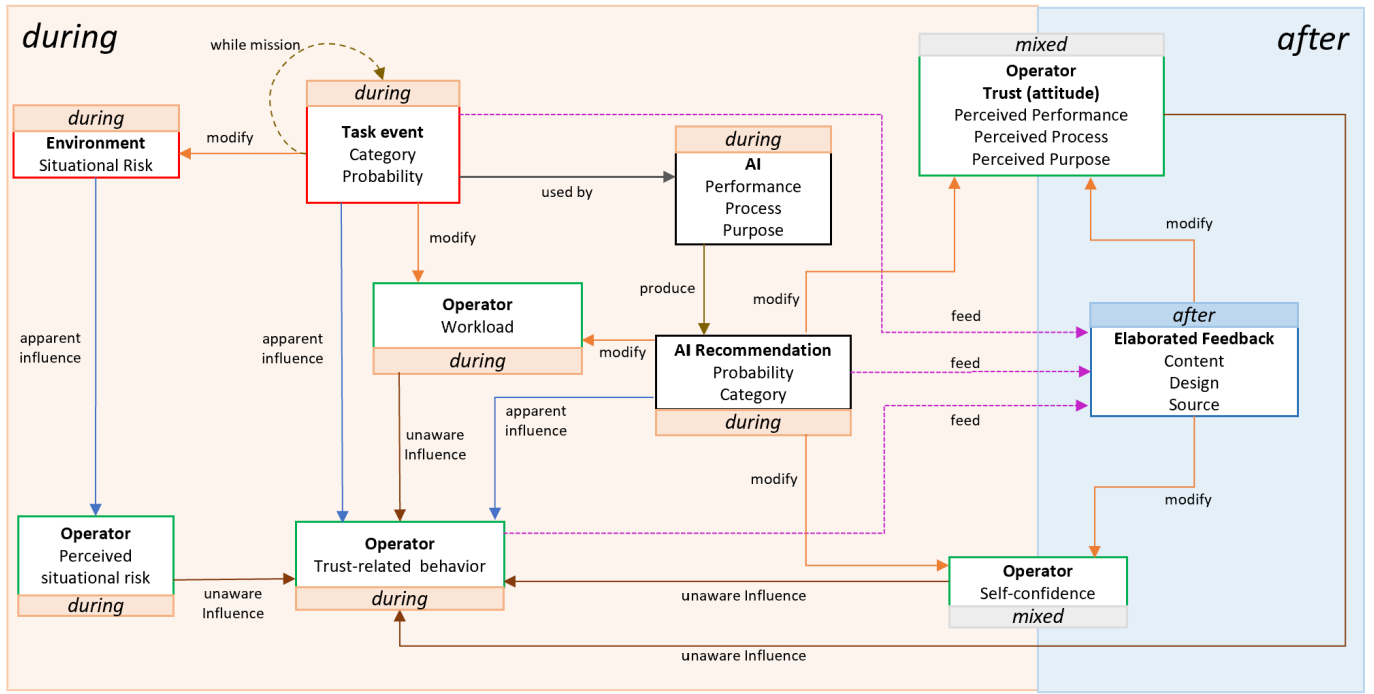 during
after
while mission
mixed
Operator
Trust (attitude)
Perceived Performance
Perceived Process
Perceived Purpose
during
Task event
Category
Probability
during
Environment
Situational Risk
modify
during
AI
Performance
Process
Purpose
used by
modify
modify
produce
modify
feed
after
Elaborated Feedback
Content
Design
Source
Operator
Workload
during
apparent
influence
apparent
influence
modify
AI Recommendation
Probability
Category
during
feed
apparent
influence
feed
unaware
Influence
modify
modify
Operator
Perceived
situational risk
during
unaware
Influence
Operator
Trust-related behavior
during
unaware Influence
Operator
Self-confidence
mixed
unaware Influence